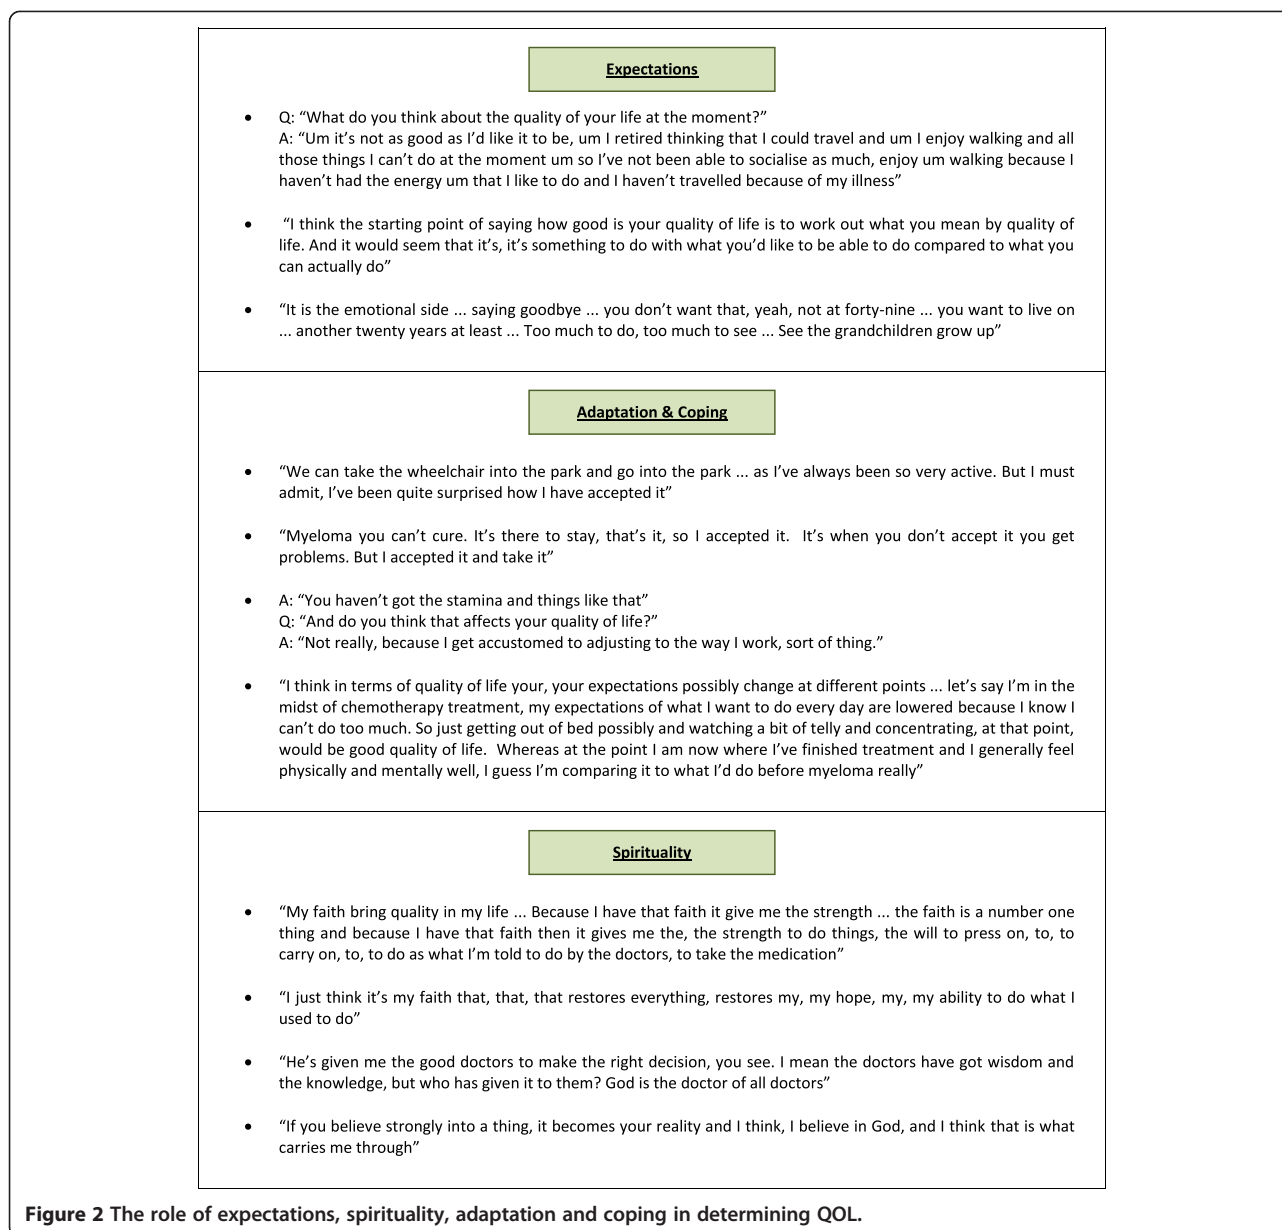 Expectations
• Q: “What do you think about the quality of your life at the moment?”
A: “Um it’s not as good as I’d like it to be, um I retired thinking that I could travel and um I enjoy walking and all
those things I can’t do at the moment um so I’ve not been able to socialise as much, enjoy um walking because I
haven’t had the energy um that I like to do and I haven’t travelled because of my illness”
• “I think the starting point of saying how good is your quality of life is to work out what you mean by quality of
life. And it would seem that it’s, it’s something to do with what you’d like to be able to do compared to what you
can actually do”
• “It is the emotional side ... saying goodbye ... you don’t want that, yeah, not at forty-nine ... you want to live on
... another twenty years at least ... Too much to do, too much to see ... See the grandchildren grow up”
Adaptation & Coping
• “We can take the wheelchair into the park and go into the park ... as I’ve always been so very active. But I must
admit, I’ve been quite surprised how I have accepted it”
• “Myeloma you can’t cure. It’s there to stay, that’s it, so I accepted it. It’s when you don’t accept it you get
problems. But I accepted it and take it”
• A: “You haven’t got the stamina and things like that”
Q: “And do you think that affects your quality of life?”
A: “Not really, because I get accustomed to adjusting to the way I work, sort of thing.”
• “I think in terms of quality of life your, your expectations possibly change at different points ... let’s say I’m in the
midst of chemotherapy treatment, my expectations of what I want to do every day are lowered because I know I
can’t do too much. So just getting out of bed possibly and watching a bit of telly and concentrating, at that point,
would be good quality of life. Whereas at the point I am now where I’ve finished treatment and I generally feel
physically and mentally well, I guess I’m comparing it to what I’d do before myeloma really”
Spirituality
• “My faith bring quality in my life ... Because I have that faith it give me the strength ... the faith is a number one
thing and because I have that faith then it gives me the, the strength to do things, the will to press on, to, to
carry on, to, to do as what I’m told to do by the doctors, to take the medication”
• “I just think it’s my faith that, that, that restores everything, restores my, my hope, my, my ability to do what I
used to do”
• “He’s given me the good doctors to make the right decision, you see. I mean the doctors have got wisdom and
the knowledge, but who has given it to them? God is the doctor of all doctors”
• “If you believe strongly into a thing, it becomes your reality and I think, I believe in God, and I think that is what
carries me through”
Figure 2 The role of expectations, spirituality, adaptation and coping in determining QOL.